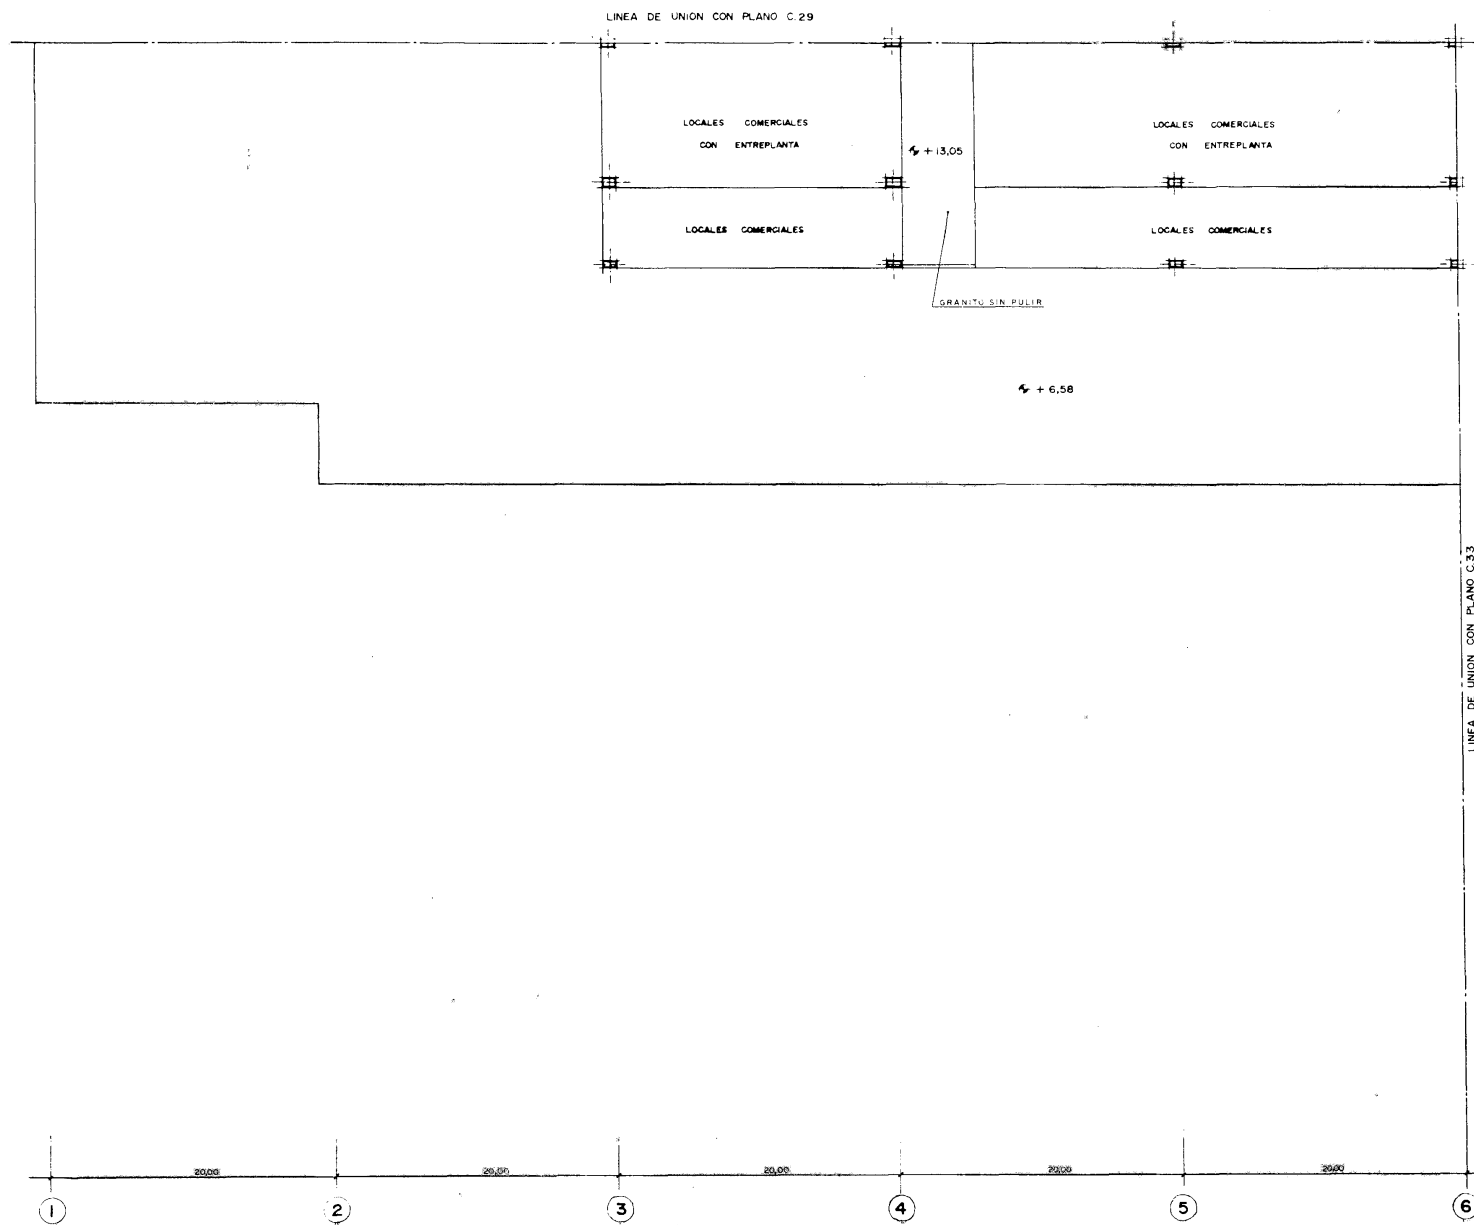 LINEA DE UNION CON PLANO C.29
LOCALES COMERCIALES
CON ENTREPLANTA
LOCALES COMERCIALES
CON ENTREPLANTA
+ 13,05
LOCALES COMERCIALES
LOCALES COMERCIALES
GRANITO SIN PULIR
+ 6,58
LINEA DE UNION CON PLANO C.33
20,00
20,00
20,00
20,00
20,00
1
2
3
4
5
6